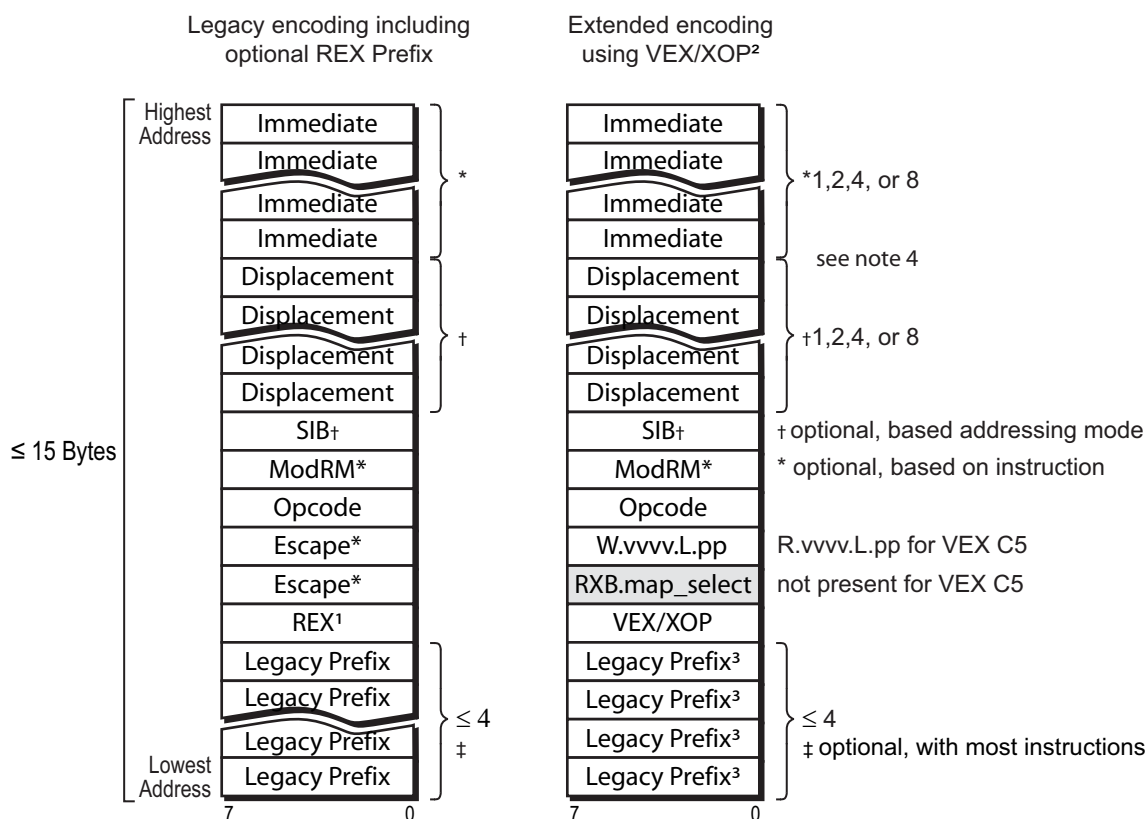 Legacy encoding including
optional REX Prefix
Extended encoding
using VEX/XOP²
≤ 15 Bytes
Highest
Address
Immediate
Immediate
Immediate
Immediate
*
Displacement
Displacement
Displacement
Displacement
†
SIB†
ModRM*
Opcode
Escape*
Escape*
REX¹
Legacy Prefix
Legacy Prefix
Legacy Prefix
Legacy Prefix
≤ 4
‡
Lowest
Address
7 0
Immediate
Immediate
Immediate
Immediate
*1,2,4, or 8
see note 4
Displacement
Displacement
Displacement
Displacement
†1,2,4, or 8
SIB†
† optional, based addressing mode
ModRM*
* optional, based on instruction
Opcode
W.vvvv.L.pp
R.vvvv.L.pp for VEX C5
RXB.map_select
not present for VEX C5
VEX/XOP
Legacy Prefix³
Legacy Prefix³
Legacy Prefix³
Legacy Prefix³
≤ 4
‡ optional, with most instructions
7 0